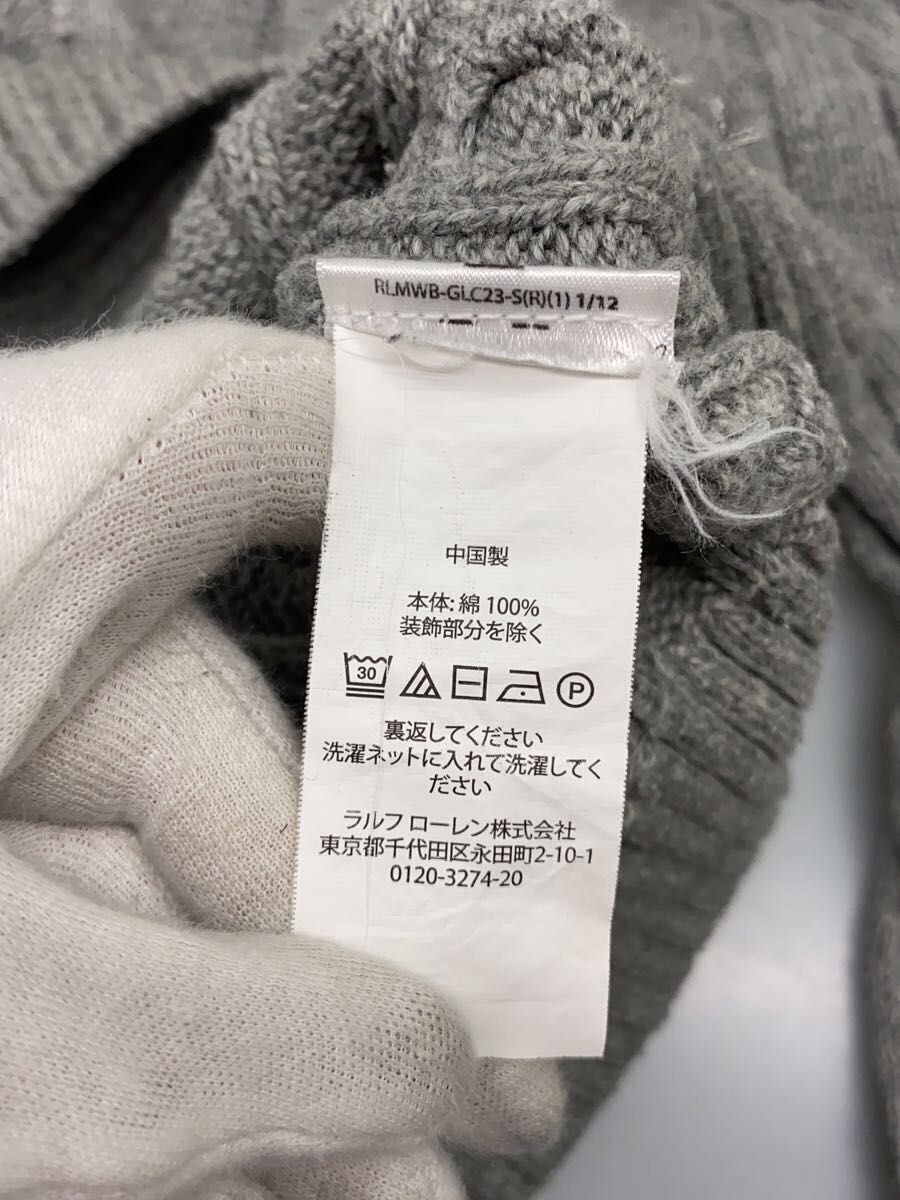 RLMWB-GLC23-S(R)(1) 1/12
中国製
本体: 綿 100%
装飾部分を除く
30
P
裏返してください
洗濯ネットに入れて洗濯してく
ださい
ラルフ ローレン株式会社
東京都千代田区永田町2-10-1
0120-3274-20